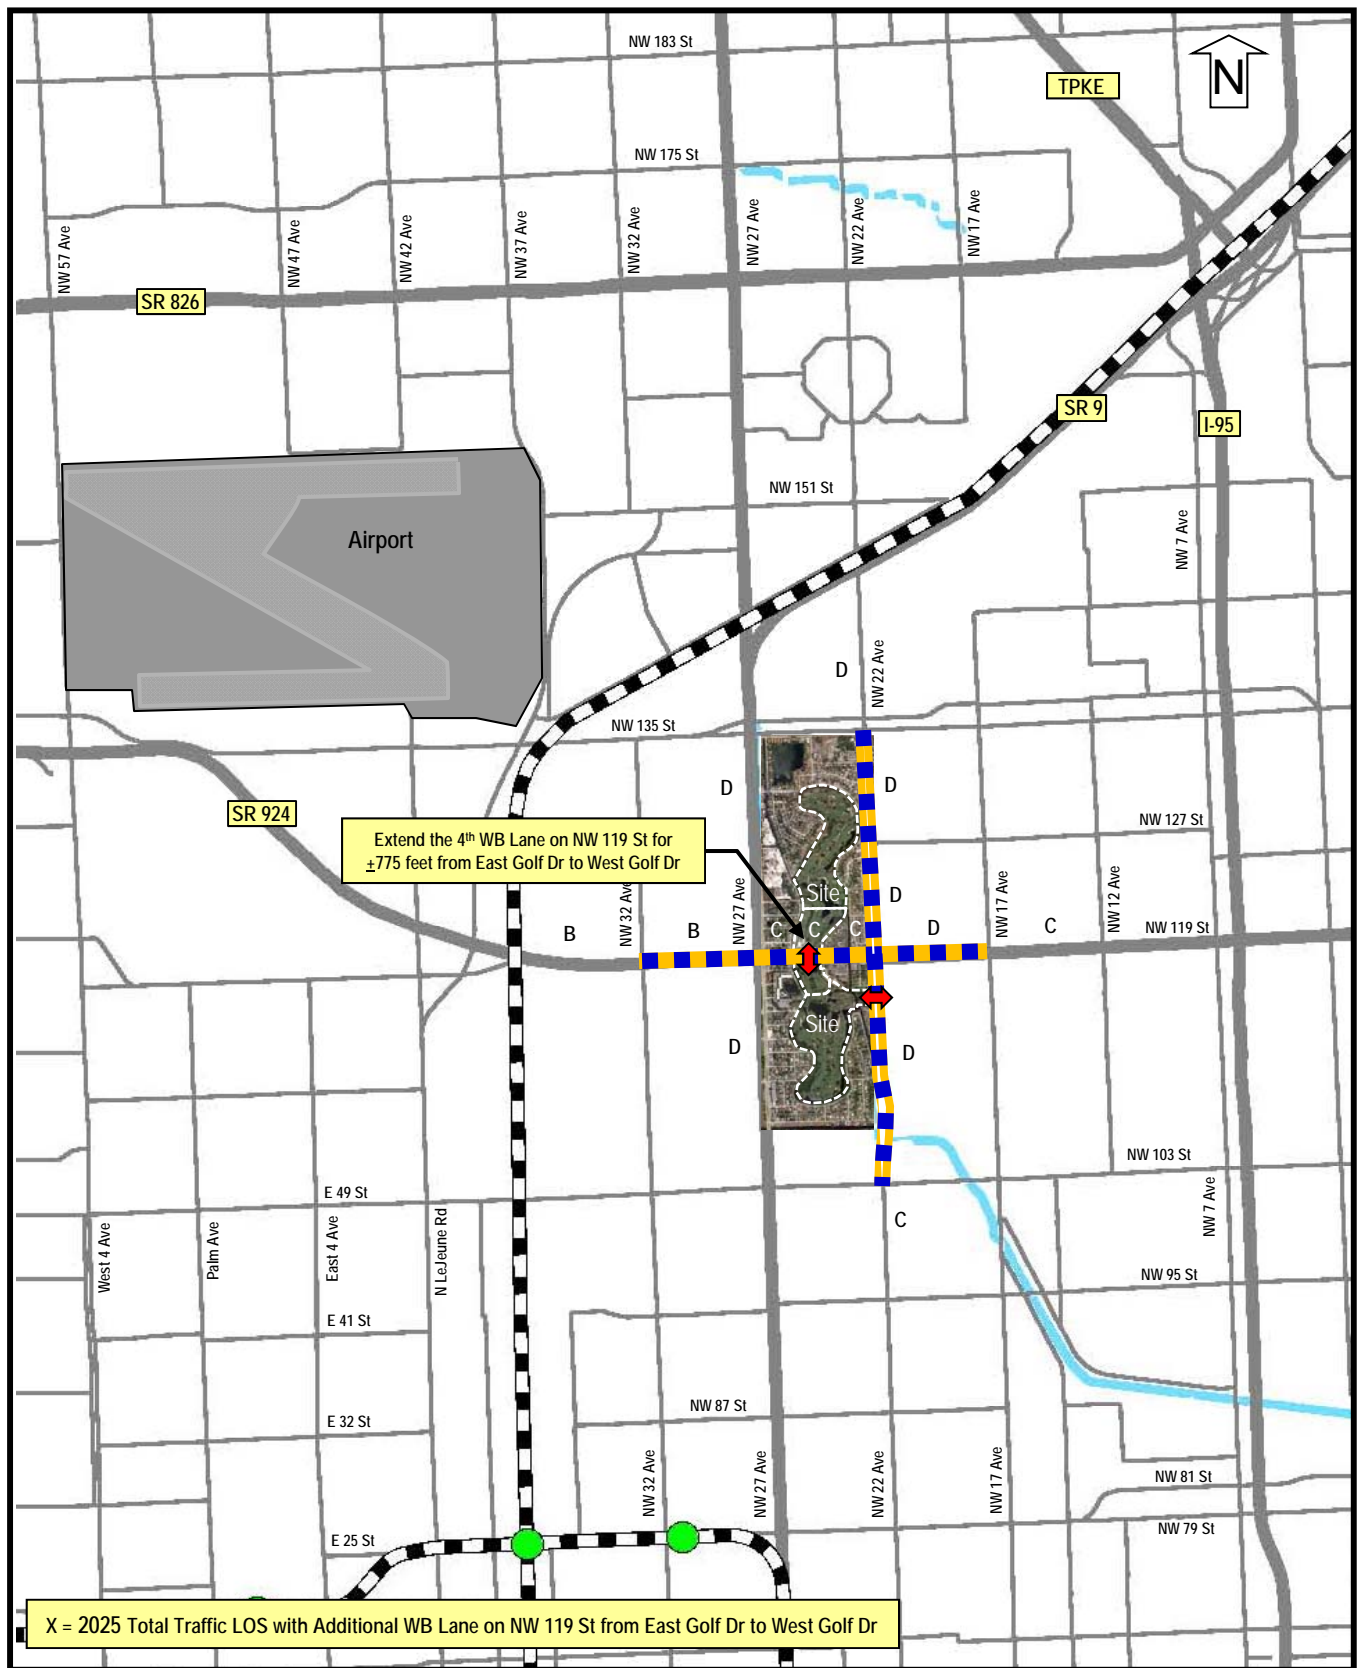 NW 183 St
TPKE
N
NW 175 St
NW 57 Ave
NW 47 Ave
NW 42 Ave
NW 37 Ave
NW 32 Ave
NW 27 Ave
NW 22 Ave
NW 17 Ave
SR 826
SR 9
I-95
NW 151 St
Airport
NW 7 Ave
D
NW 22 Ave
NW 135 St
D
D
SR 924
NW 127 St
Extend the 4th WB Lane on NW 119 St for
±775 feet from East Golf Dr to West Golf Dr
NW 32 Ave
NW 27 Ave
Site
D
NW 17 Ave
NW 12 Ave
B
B
C
C
C
D
C
NW 119 St
Site
D
D
NW 103 St
E 49 St
West 4 Ave
Palm Ave
East 4 Ave
N LeJeune Rd
C
NW 7 Ave
NW 95 St
E 41 St
NW 87 St
E 32 St
NW 32 Ave
NW 27 Ave
NW 22 Ave
NW 17 Ave
NW 81 St
NW 79 St
E 25 St
X = 2025 Total Traffic LOS with Additional WB Lane on NW 119 St from East Golf Dr to West Golf Dr